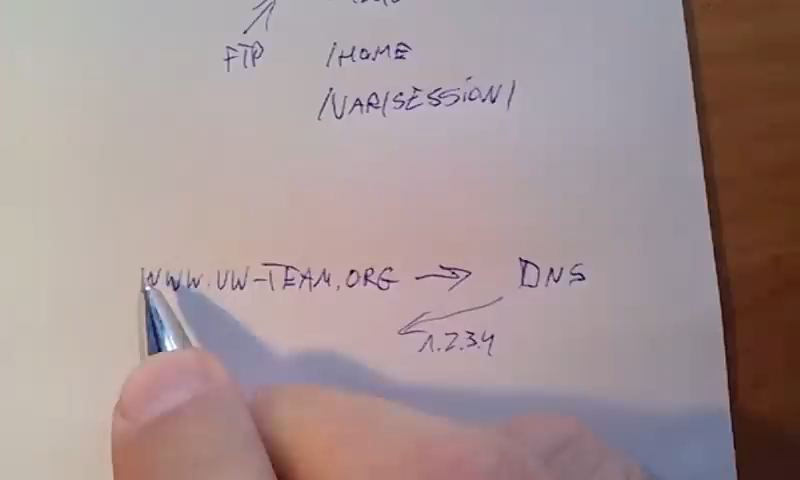 FTP /HOME
/VAR/SESSION/
WWW.UW-TEAM.ORG → DNS
1.2.3.4